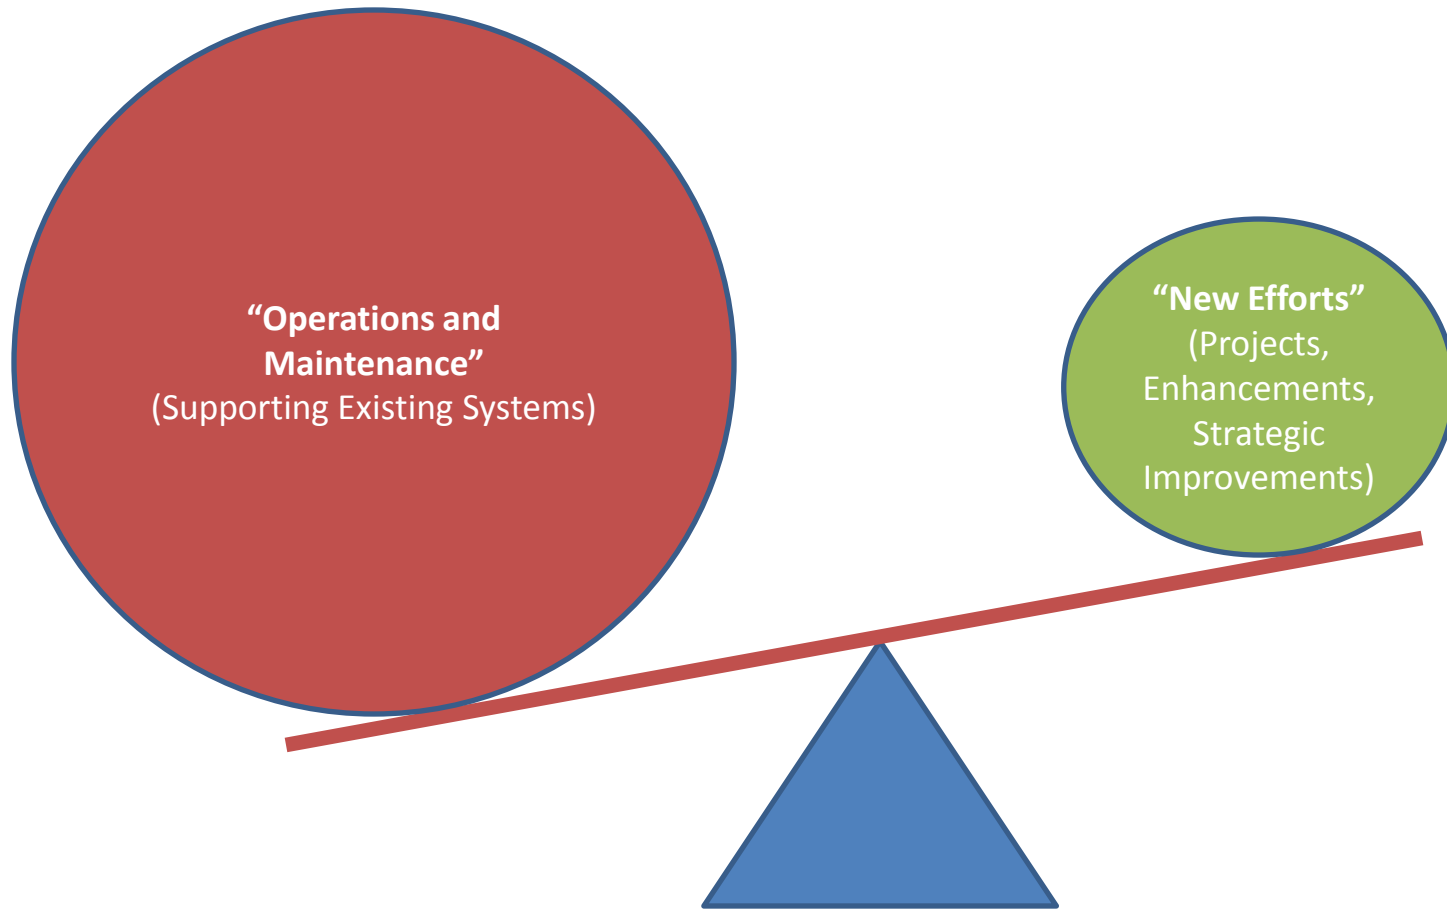 “Operations and
Maintenance”
(Supporting Existing Systems)
“New Efforts”
(Projects,
Enhancements,
Strategic
Improvements)